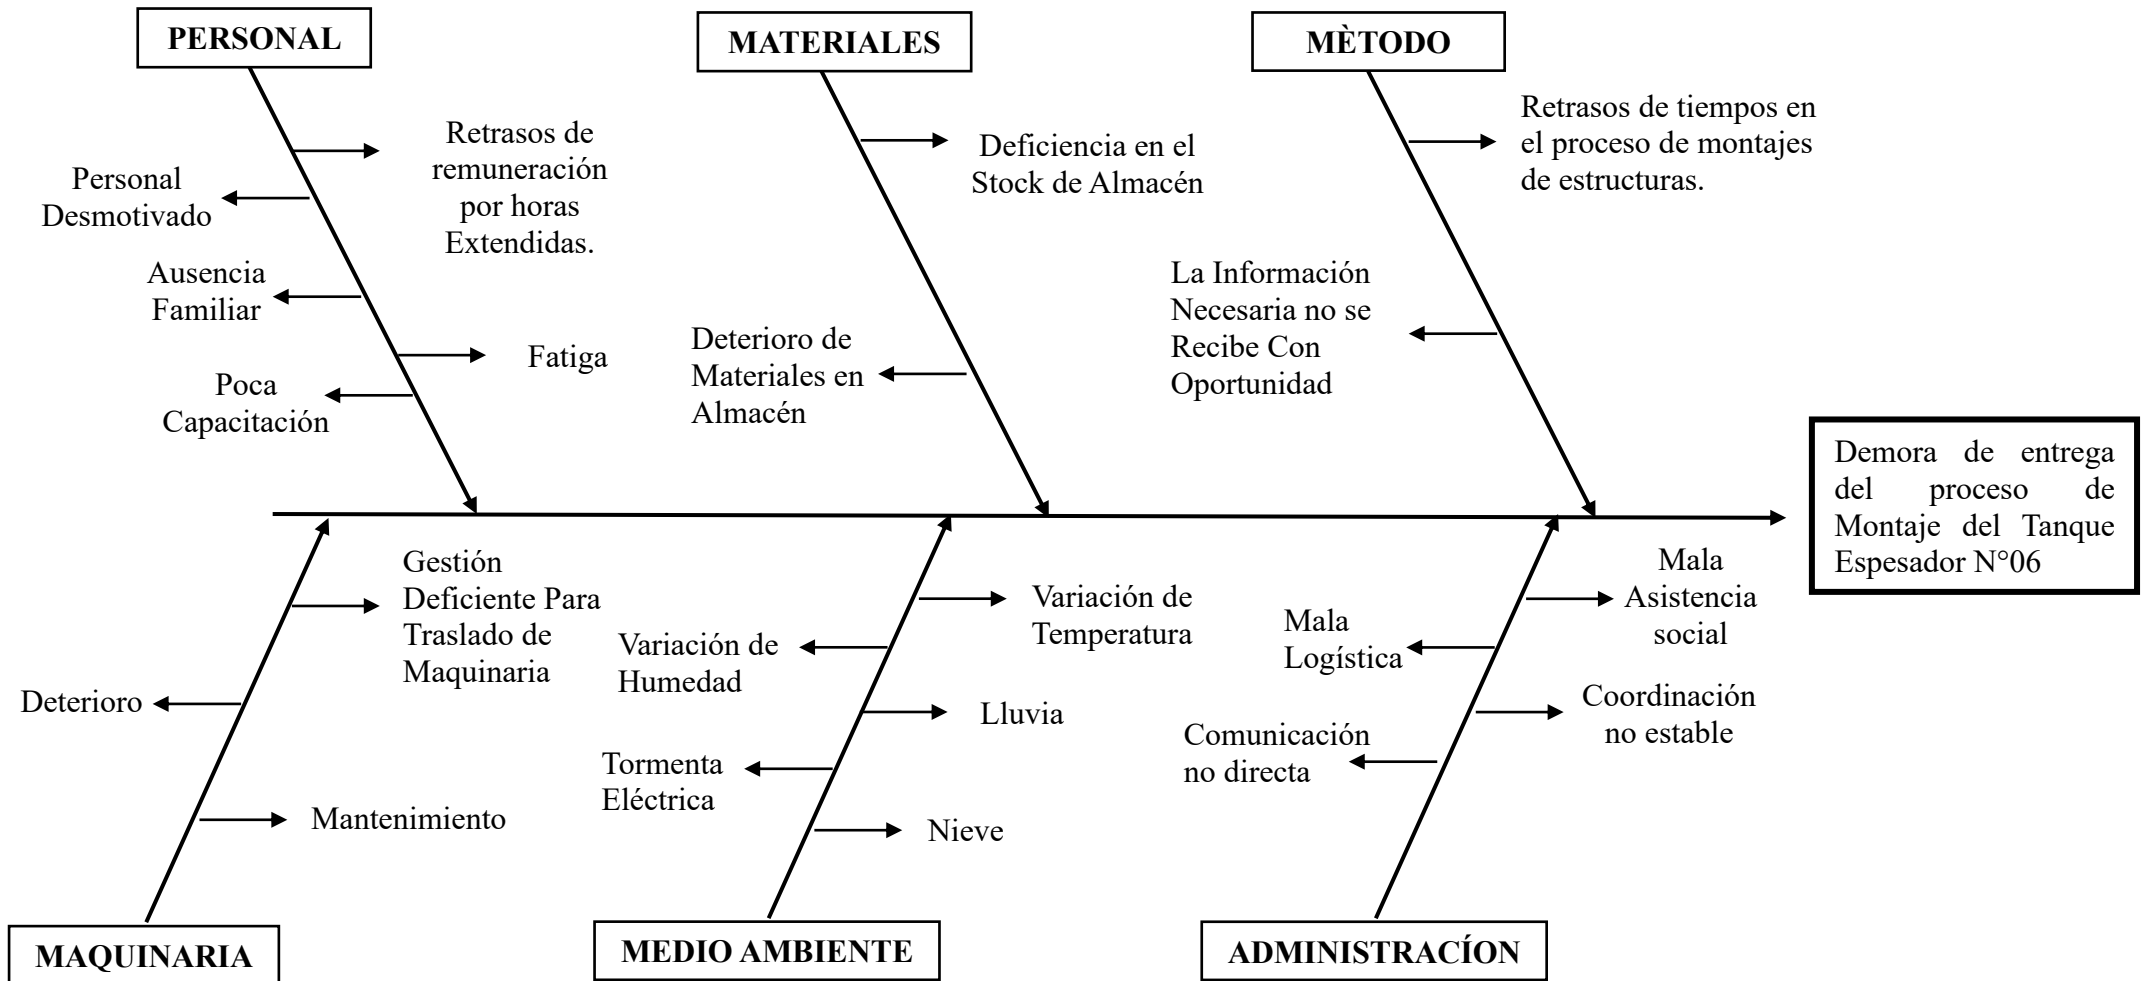 PERSONAL
MATERIALES
MÈTODO
Retrasos de
remuneración
por horas
Extendidas.
Personal
Desmotivado
Ausencia
Familiar
Fatiga
Poca
Capacitación
Deficiencia en el
Stock de Almacén
Deterioro de
Materiales en
Almacén
Retrasos de tiempos en
el proceso de montajes
de estructuras.
La Información
Necesaria no se
Recibe Con
Oportunidad
Demora de entrega
del proceso de
Montaje del Tanque
Espesador N°06
Gestión
Deficiente Para
Traslado de
Maquinaria
Deterioro
Mantenimiento
Variación de
Temperatura
Variación de
Humedad
Lluvia
Tormenta
Eléctrica
Nieve
Mala
Asistencia
social
Mala
Logística
Coordinación
no estable
Comunicación
no directa
MAQUINARIA
MEDIO AMBIENTE
ADMINISTRACÍON